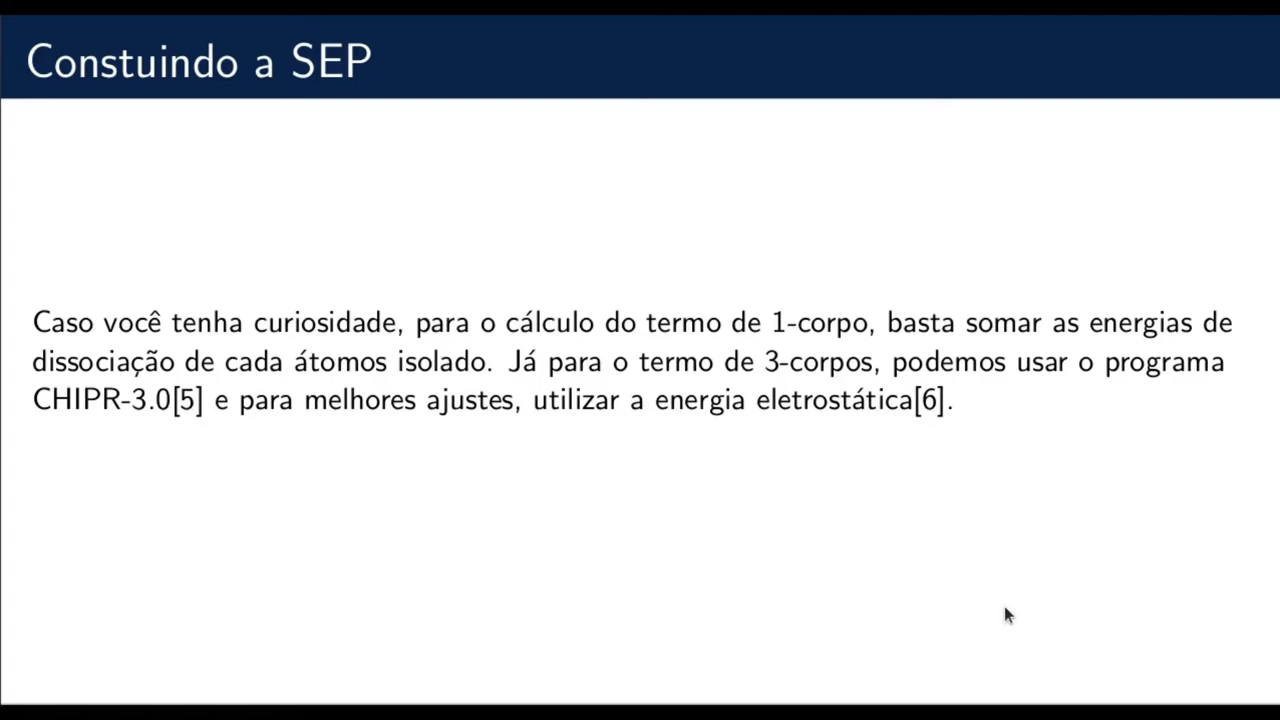 Constuindo a SEP
Caso você tenha curiosidade, para o cálculo do termo de 1-corpo, basta somar as energias de
dissociação de cada átomos isolado. Já para o termo de 3-corpos, podemos usar o programa
CHIPR-3.0[5] e para melhores ajustes, utilizar a energia eletrostática[6].